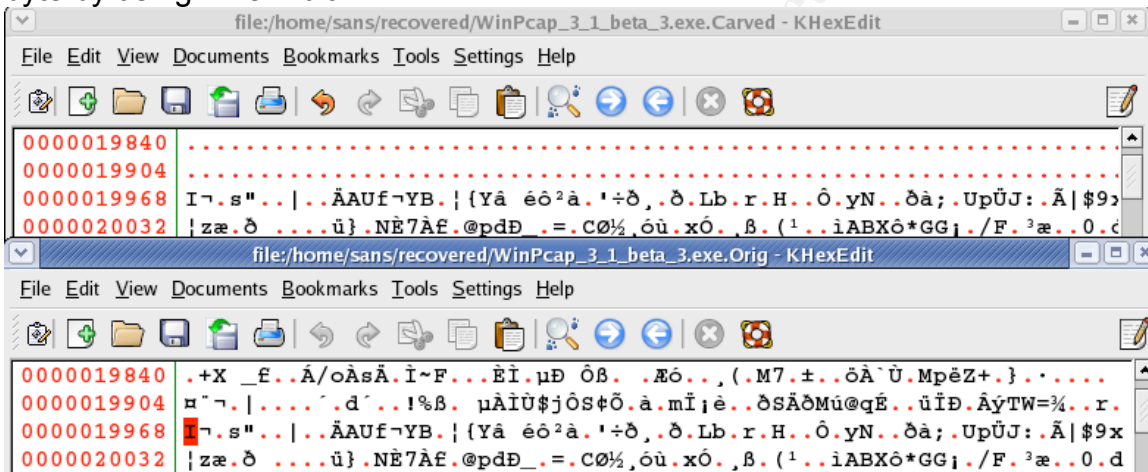 file:/home/sans/recovered/WinPcap_3_1_beta_3.exe.Carved - KHexEdit
File Edit View Documents Bookmarks Tools Settings Help
0000019840 ................................................................
0000019904 ................................................................
0000019968 I¬.s"..|..ÄAUf¬YB.¦{Yâ éô²à.'÷ð¸.ð.Lb.r.H..Ô.yN..ðà;.UpÜJ:.Ã|$9
0000020032 ¦zæ.ð ....ü}.NÈ7Àf.@pdÐ_.=.CØ½¸óù.xÓ.¸ß.(¹..ìABXô*GG¡./F.³æ..0.
file:/home/sans/recovered/WinPcap_3_1_beta_3.exe.Orig - KHexEdit
File Edit View Documents Bookmarks Tools Settings Help
0000019840 .+X _£..Á/oÀsÄ.Ì~F...ÈÌ.µÐ Ôß. .Æó..¸(.M7.±..öÀ`Ù.MpëZ+.}.·....
0000019904 ¤¨¬.|....´.d´..!%ß. µÀÌÙ$jÔS¢Õ.à.mÏ¡è..ðSÄðMú@qÉ..üÏÐ.ÂýTW=¾..r.
0000019968 I¬.s"..|..ÄAUf¬YB.¦{Yâ éô²à.'÷ð¸.ð.Lb.r.H..Ô.yN..ðà;.UpÜJ:.Ã|$9x
0000020032 ¦zæ.ð ....ü}.NÈ7Àf.@pdÐ_.=.CØ½¸óù.xÓ.¸ß.(¹..ìABXô*GG¡./F.³æ..0.d